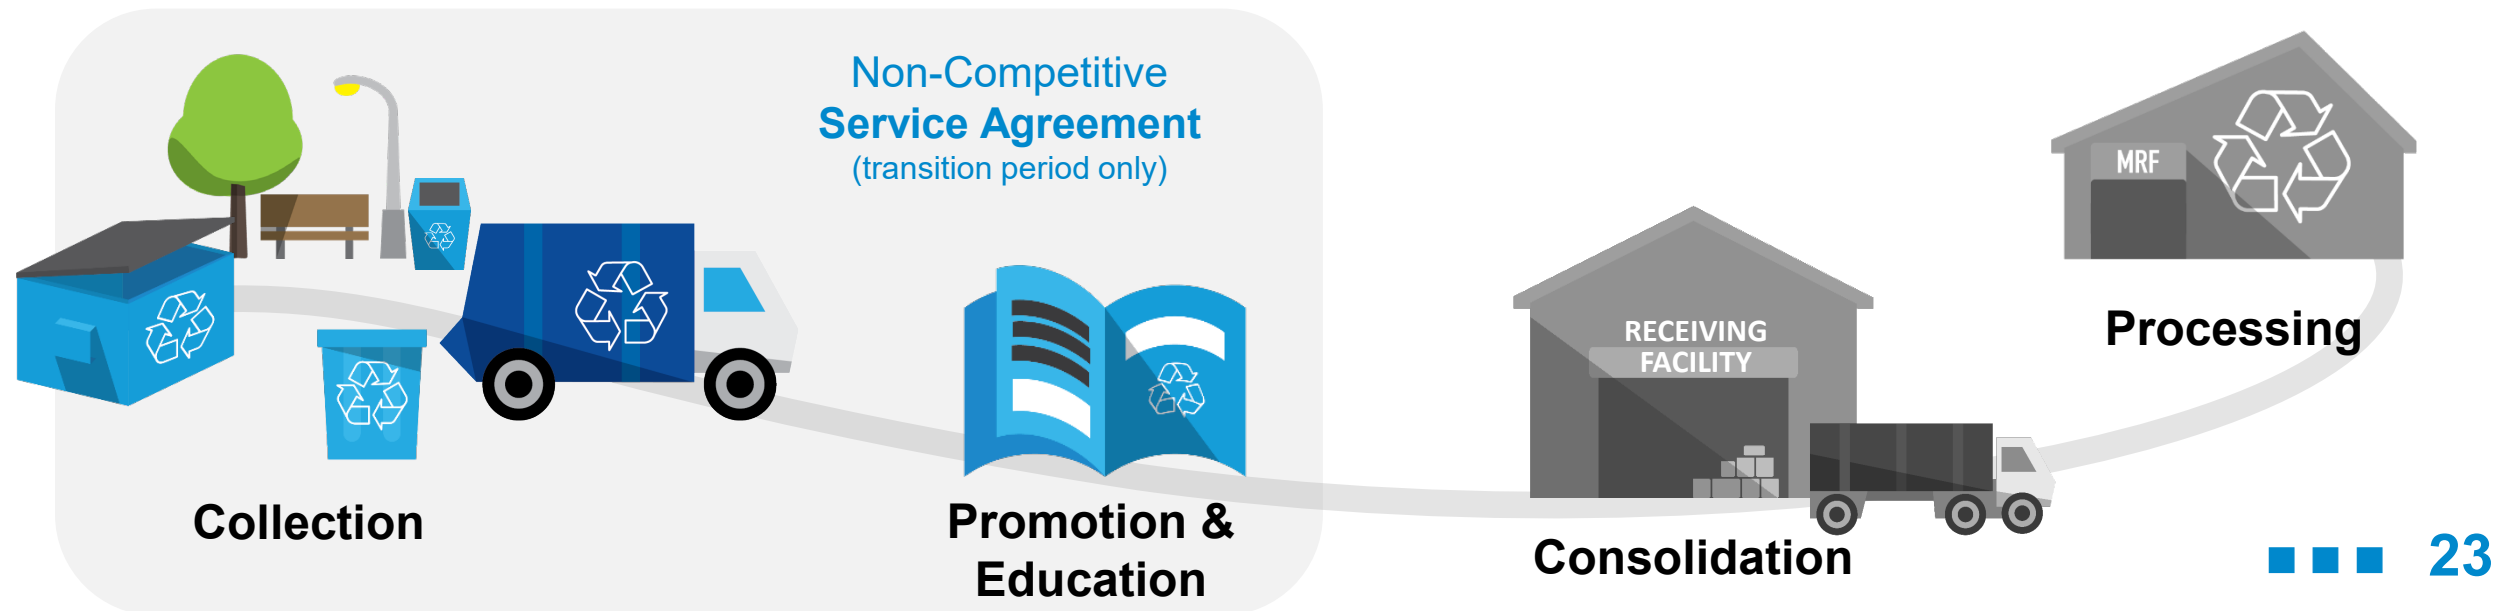 Non-Competitive
Service Agreement
(transition period only)
MRF
RECEIVING
FACILITY
Processing
Collection
Promotion &
Education
Consolidation
23